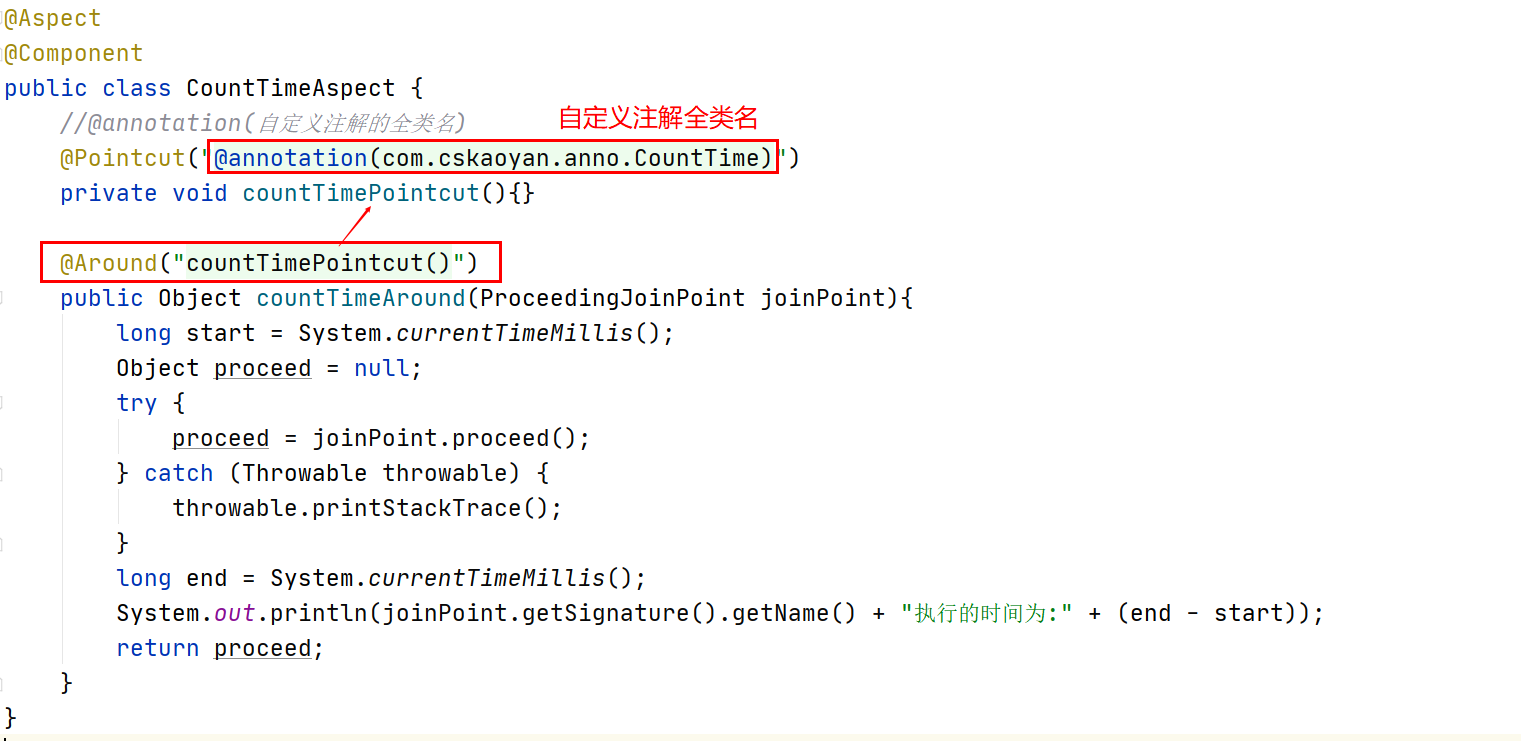 @Aspect
@Component
public class CountTimeAspect {
//@annotation(自定义注解的全类名)
自定义注解全类名
@Pointcut("@annotation(com.cskaoyan.anno.CountTime)")
private void countTimePointcut(){}
@Around("countTimePointcut()")
public Object countTimeAround(ProceedingJoinPoint joinPoint){
long start = System.currentTimeMillis();
Object proceed = null;
try {
proceed = joinPoint.proceed();
} catch (Throwable throwable) {
throwable.printStackTrace();
}
long end = System.currentTimeMillis();
System.out.println(joinPoint.getSignature().getName() + "执行的时间为:" + (end - start));
return proceed;
}
}